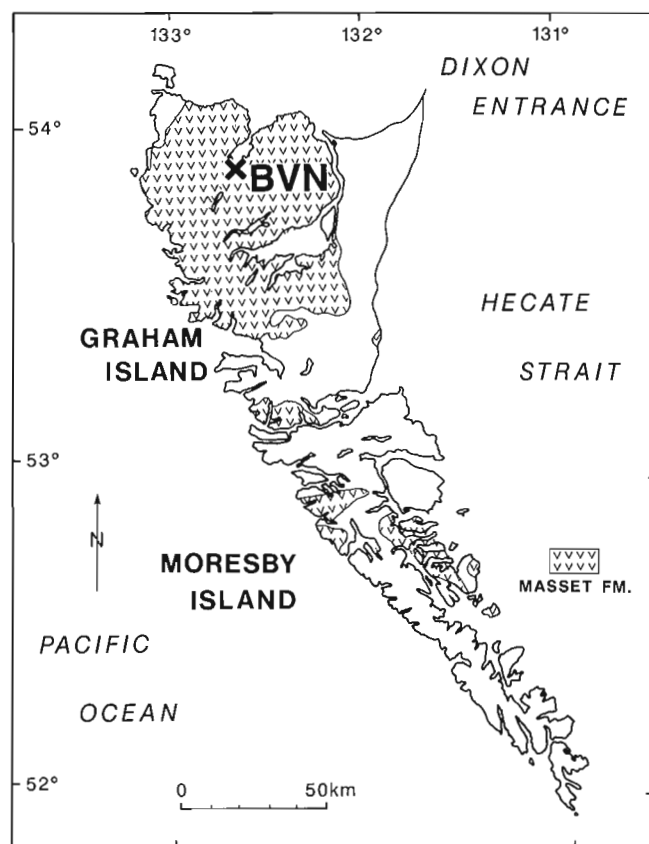 133° 132° 131°
DIXON
54°
ENTRANCE
BVN
HECATE
GRAHAM
ISLAND
STRAIT
53°
N
MORESBY
ISLAND
MASSET FM.
PACIFIC
OCEAN
52°
0 50km